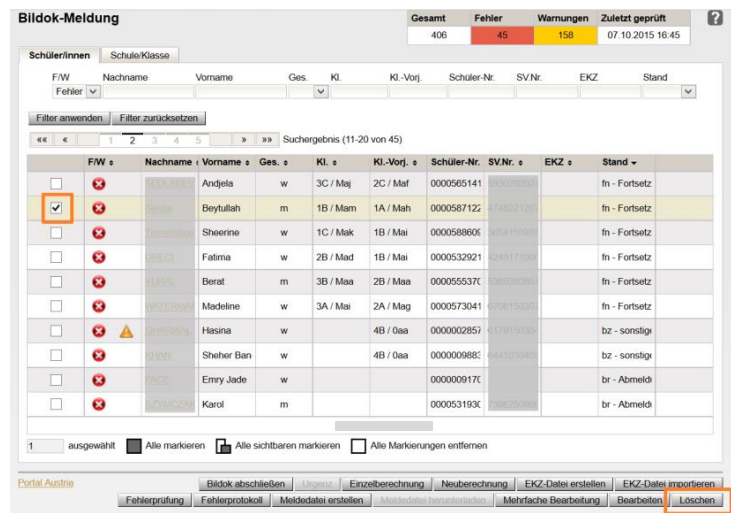 Bildok-Meldung
Gesamt Fehler Warnungen Zuletzt geprüft
406 45 158 07.10.2015 16:45
?
Schüler/innen Schule/Klasse
F/W Nachname Vorname Ges. Kl. Kl.-Vorj. Schüler-Nr. SV.Nr. EKZ Stand
Fehler
Filter anwenden Filter zurücksetzen
«« « 1 2 3 4 5 » »» Suchergebnis (11-20 von 45)
F/W Nachname Vorname Ges. Kl. Kl.-Vorj. Schüler-Nr. SV.Nr. EKZ Stand
Andjela w 3C / Maj 2C / Maf 0000565141 fn - Fortsetz
Beytullah m 1B / Mam 1A / Mah 0000587122 fn - Fortsetz
Sheerine w 1C / Mak 1B / Mai 0000588609 fn - Fortsetz
Fatima w 2B / Mad 1B / Mai 0000532921 fn - Fortsetz
Berat m 3B / Maa 2B / Maa 000055537( fn - Fortsetz
Madeline w 3A / Mai 2A / Mag 0000573041 fn - Fortsetz
Hasina w 4B / 0aa 0000002857 bz - sonstige
Sheher Ban w 4B / 0aa 0000009883 bz - sonstige
Emry Jade w 000000917( br - Abmeldu
Karol m 000053193( br - Abmeldu
1 ausgewählt Alle markieren Alle sichtbaren markieren Alle Markierungen entfernen
Portal Austria
Bildok abschließen Urgenz Einzelberechnung Neuberechnung EKZ-Datei erstellen EKZ-Datei importieren
Fehlerprüfung Fehlerprotokoll Meldedatei erstellen Meldedatei herunterladen Mehrfache Bearbeitung Bearbeiten Löschen